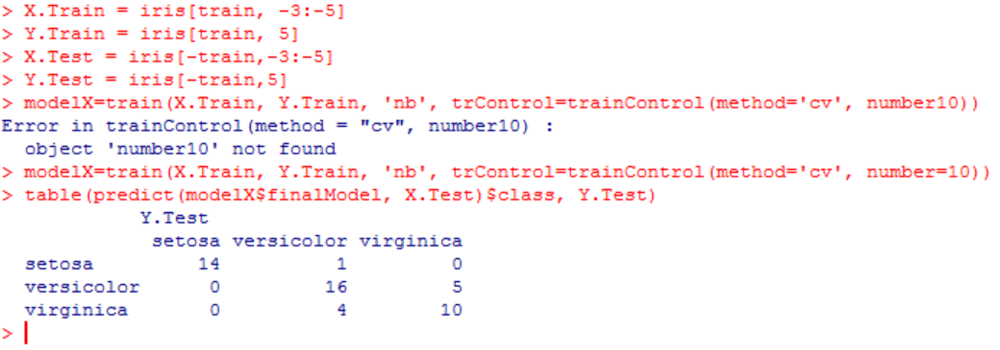 > X.Train = iris[train, -3:-5]
> Y.Train = iris[train, 5]
> X.Test = iris[-train,-3:-5]
> Y.Test = iris[-train,5]
> modelX=train(X.Train, Y.Train, 'nb', trControl=trainControl(method='cv', number10))
Error in trainControl(method = "cv", number10) :
  object 'number10' not found
> modelX=train(X.Train, Y.Train, 'nb', trControl=trainControl(method='cv', number=10))
> table(predict(modelX$finalModel, X.Test)$class, Y.Test)
            Y.Test
             setosa versicolor virginica
  setosa         14          1         0
  versicolor      0         16         5
  virginica       0          4        10
>